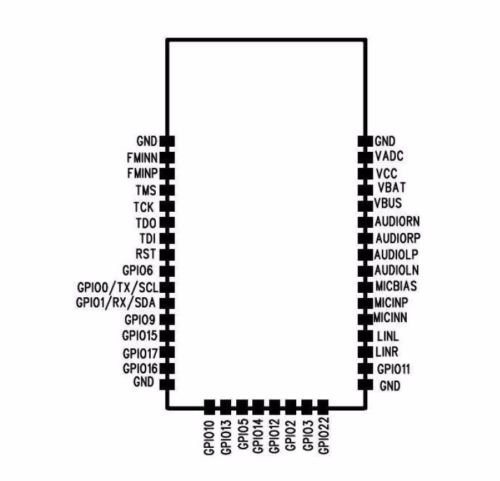 GND
FMINN
FMINP
TMS
TCK
TDO
TDI
RST
GPIO6
GPIO0/TX/SCL
GPIO1/RX/SDA
GPIO9
GPIO15
GPIO17
GPIO16
GND
GPIO10
GPIO13
GPIO5
GPIO14
GPIO12
GPIO2
GPIO3
GPIO22
GND
VADC
VCC
VBAT
VBUS
AUDIORN
AUDIORP
AUDIOLP
AUDIOLN
MICBIAS
MICINP
MICINN
LINL
LINR
GPIO11
GND